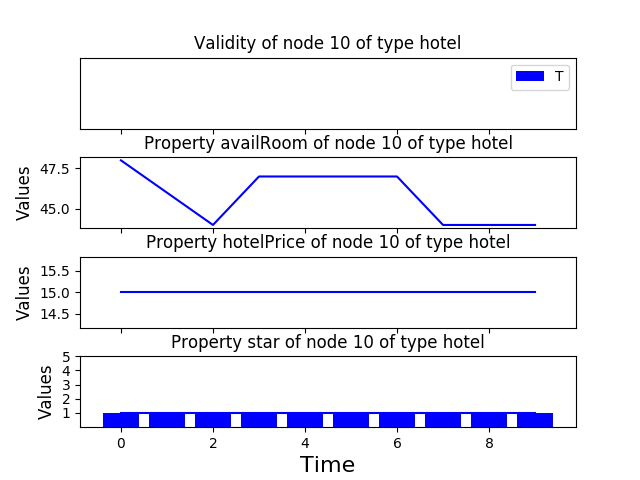 Validity of node 10 of type hotel
T
Property availRoom of node 10 of type hotel
47.5
45.0
Values
Property hotelPrice of node 10 of type hotel
15.5
15.0
14.5
Values
Property star of node 10 of type hotel
5
4
3
2
1
Values
0 2 4 6 8
Time